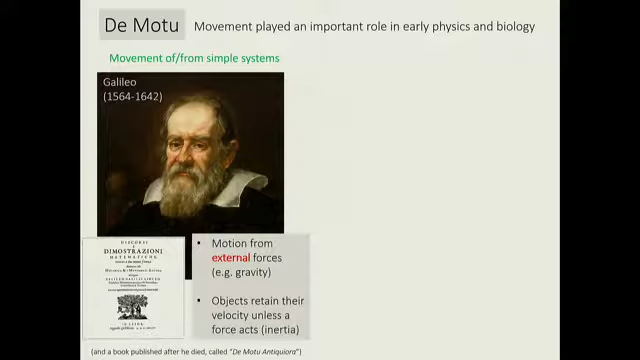 De Motu
Movement played an important role in early physics and biology
Movement of/from simple systems
Galileo
(1564-1642)
DISCORSI
E
DIMOSTRAZIONI
MATEMATICHE,
• Motion from
external forces
(e.g. gravity)
• Objects retain their
velocity unless a
force acts (inertia)
(and a book published after he died, called "De Motu Antiquiora")